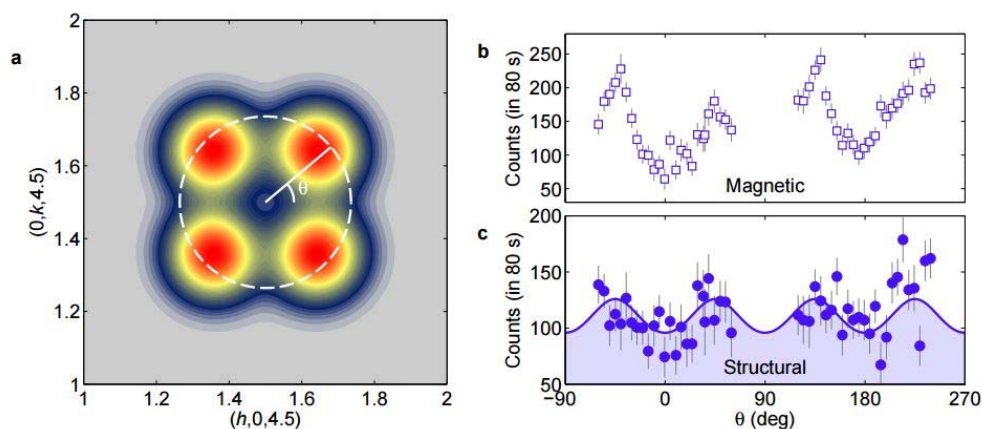 a
(0,k,4.5)
2
1.8
1.6
1.4
1.2
1
θ
1 1.2 1.4 1.6 1.8 2
(h,0,4.5)
b
Counts (in 80 s)
250
200
150
100
50
Magnetic
c
Counts (in 80 s)
200
150
100
50
Structural
−90 0 90 180 270
θ (deg)